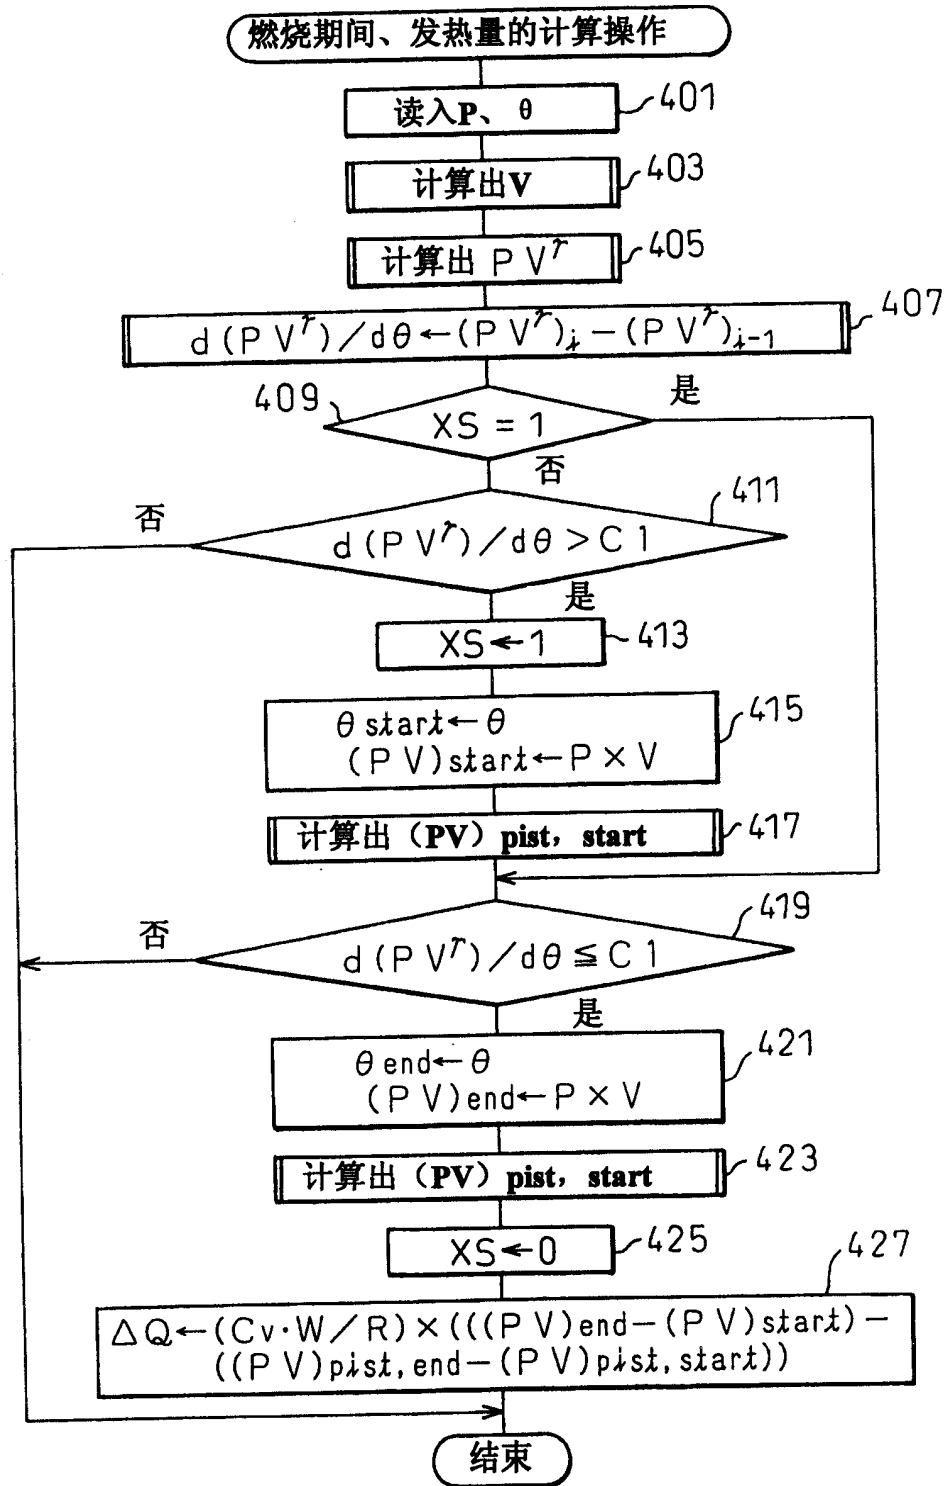 燃烧期间、发热量的计算操作
读入P、θ
401
计算出V
403
计算出 PV^γ
405
407
d(PV^γ)/dθ←(PV^γ)i−(PV^γ)i-1
409
是
XS=1
否
411
否
d(PV^γ)/dθ>C1
是
XS←1
413
θstart←θ
415
(PV)start←P×V
计算出（PV）pist，start
417
419
否
d(PV^γ)/dθ≦C1
是
θend←θ
421
(PV)end←P×V
计算出（PV）pist，start
423
XS←0
425
427
△Q←(Cv·W/R)×(((PV)end−(PV)start)−
((PV)pist,end−(PV)pist,start))
结束